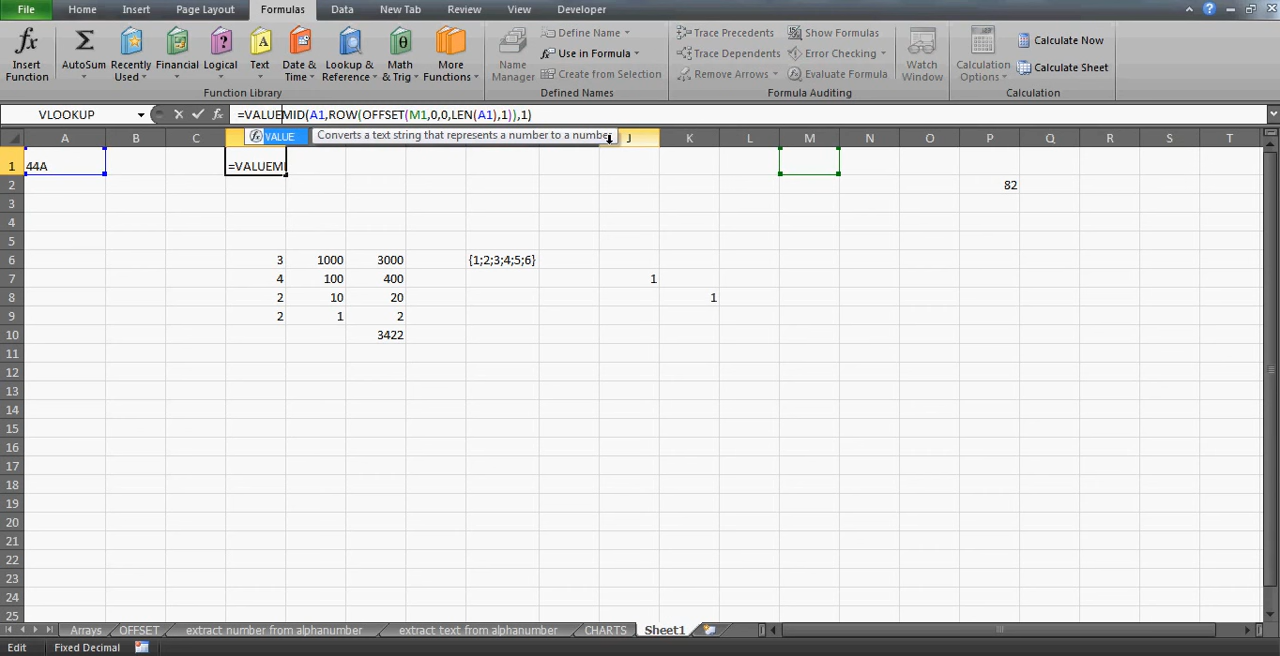 File Home Insert Page Layout Formulas Data New Tab Review View Developer
fx Σ θ
Insert Function AutoSum Recently Used Financial Logical Text Date & Time Lookup & Reference Math & Trig More Functions
Function Library
Name Manager Define Name Use in Formula Create from Selection
Defined Names
Trace Precedents Trace Dependents Remove Arrows Show Formulas Error Checking Evaluate Formula Watch Window
Formula Auditing
Calculation Options Calculate Now Calculate Sheet
Calculation
VLOOKUP fx =VALUEMID(A1,ROW(OFFSET(M1,0,0,LEN(A1),1)),1)
fx VALUE Converts a text string that represents a number to a number
A B C J K L M N O P Q R S T
1 44A =VALUEMI
2 82
3
4
5
6 3 1000 3000 {1;2;3;4;5;6}
7 4 100 400 1
8 2 10 20 1
9 2 1 2
10 3422
11
12
13
14
15
16
17
18
19
20
21
22
23
24
25
Arrays OFFSET extract number from alphanumber extract text from alphanumber CHARTS Sheet1
Edit Fixed Decimal